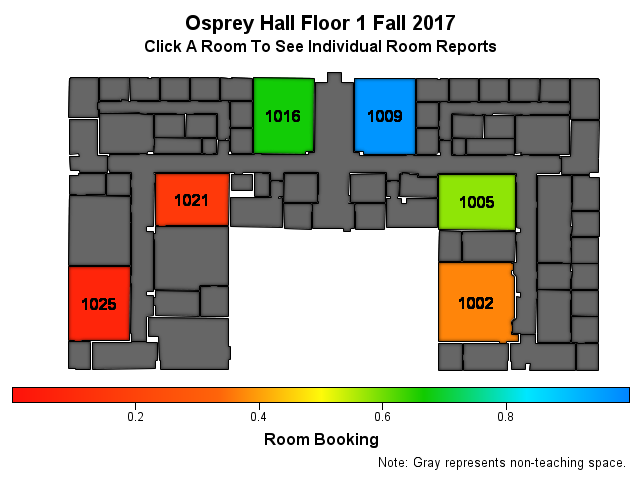 Osprey Hall Floor 1 Fall 2017
Click A Room To See Individual Room Reports
1016
1009
1021
1005
1025
1002
0.2
0.4
0.6
0.8
Room Booking
Note: Gray represents non-teaching space.